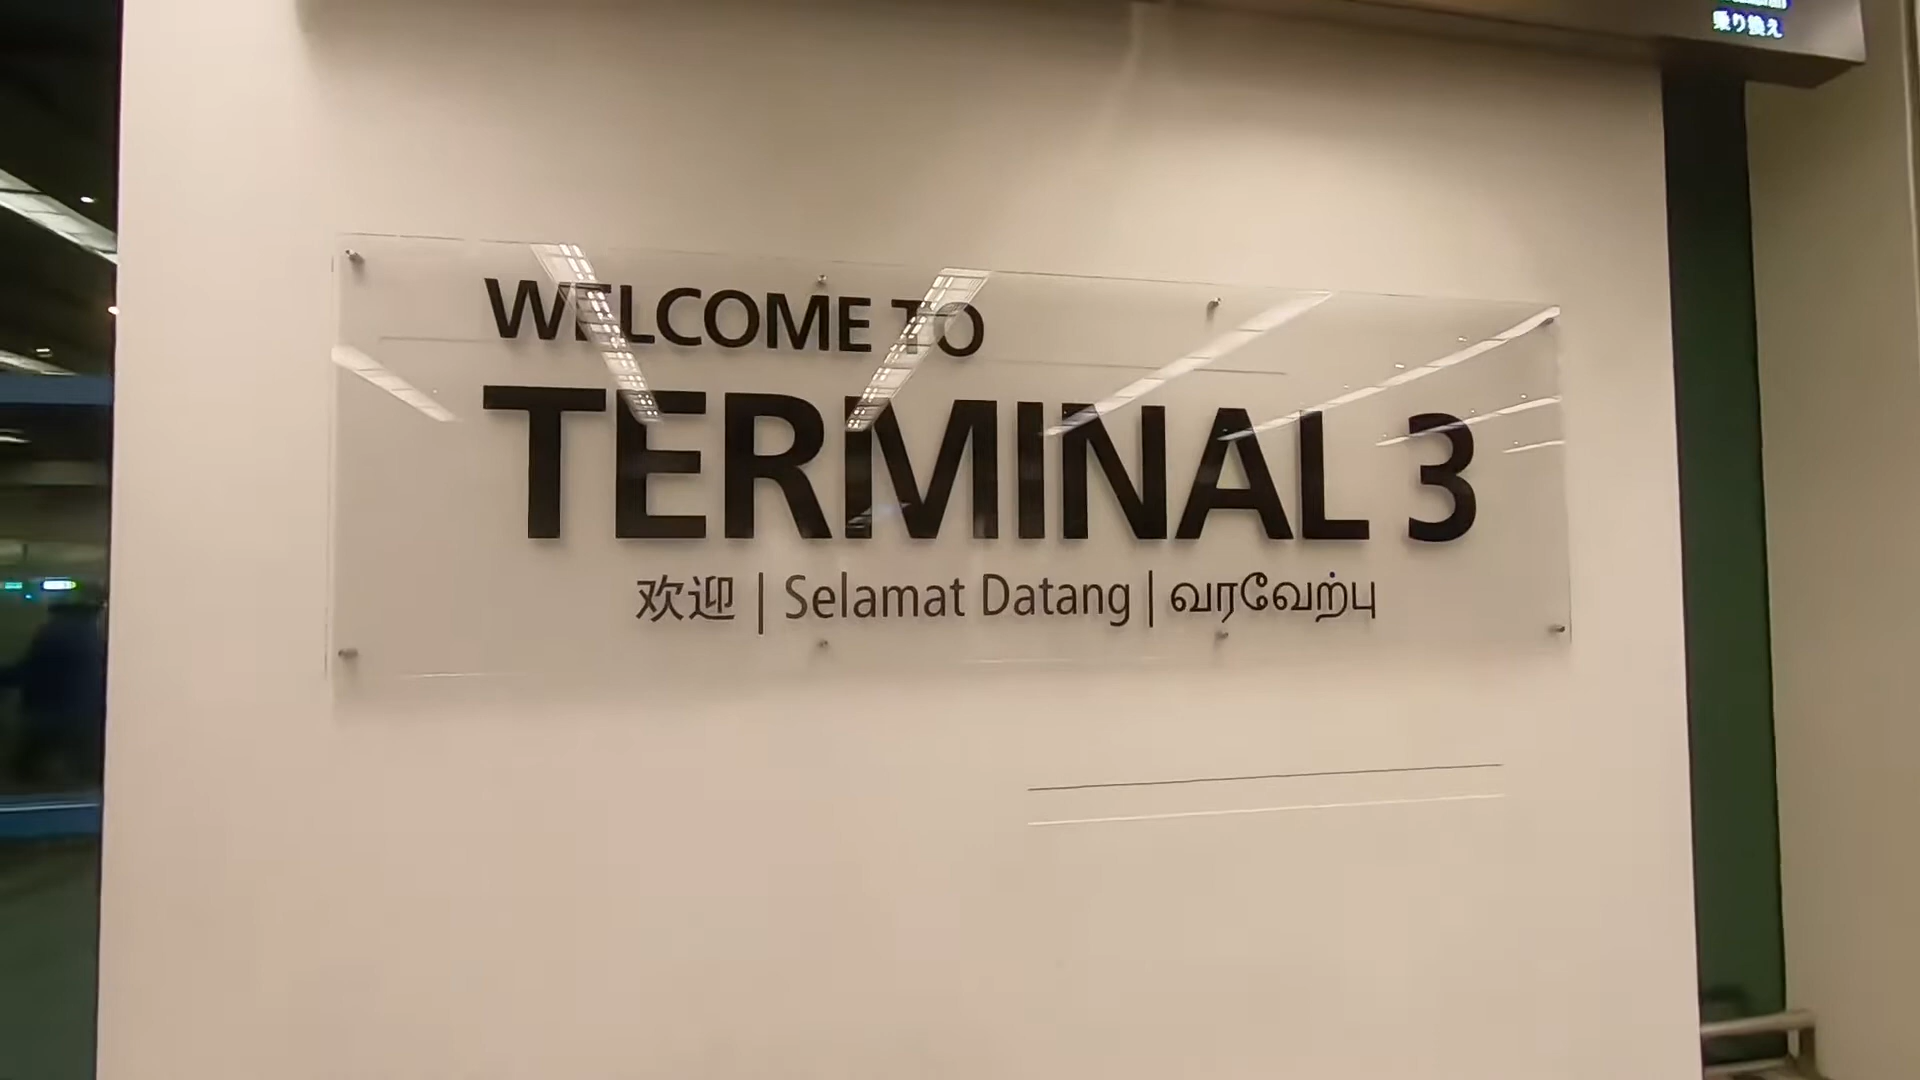 乗り換え
WELCOME TO
TERMINAL 3
欢迎 | Selamat Datang | வரவேற்பு